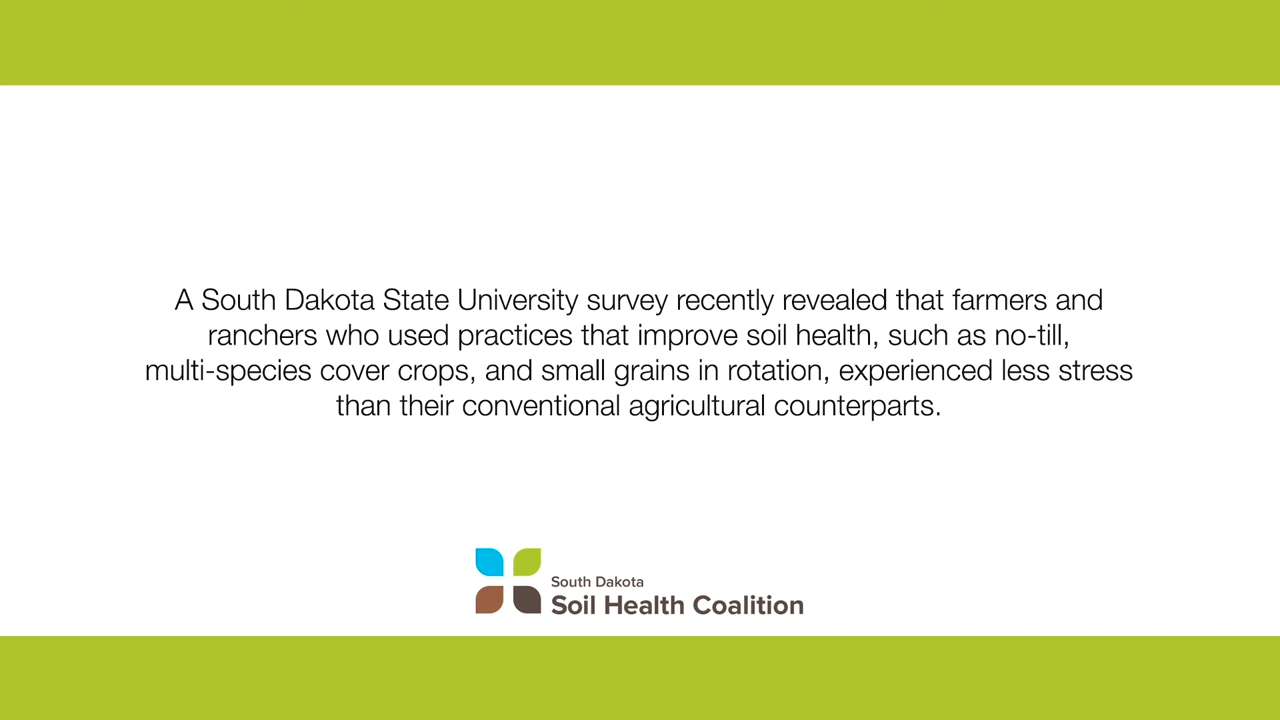 A South Dakota State University survey recently revealed that farmers and
ranchers who used practices that improve soil health, such as no-till,
multi-species cover crops, and small grains in rotation, experienced less stress
than their conventional agricultural counterparts.
South Dakota
Soil Health Coalition